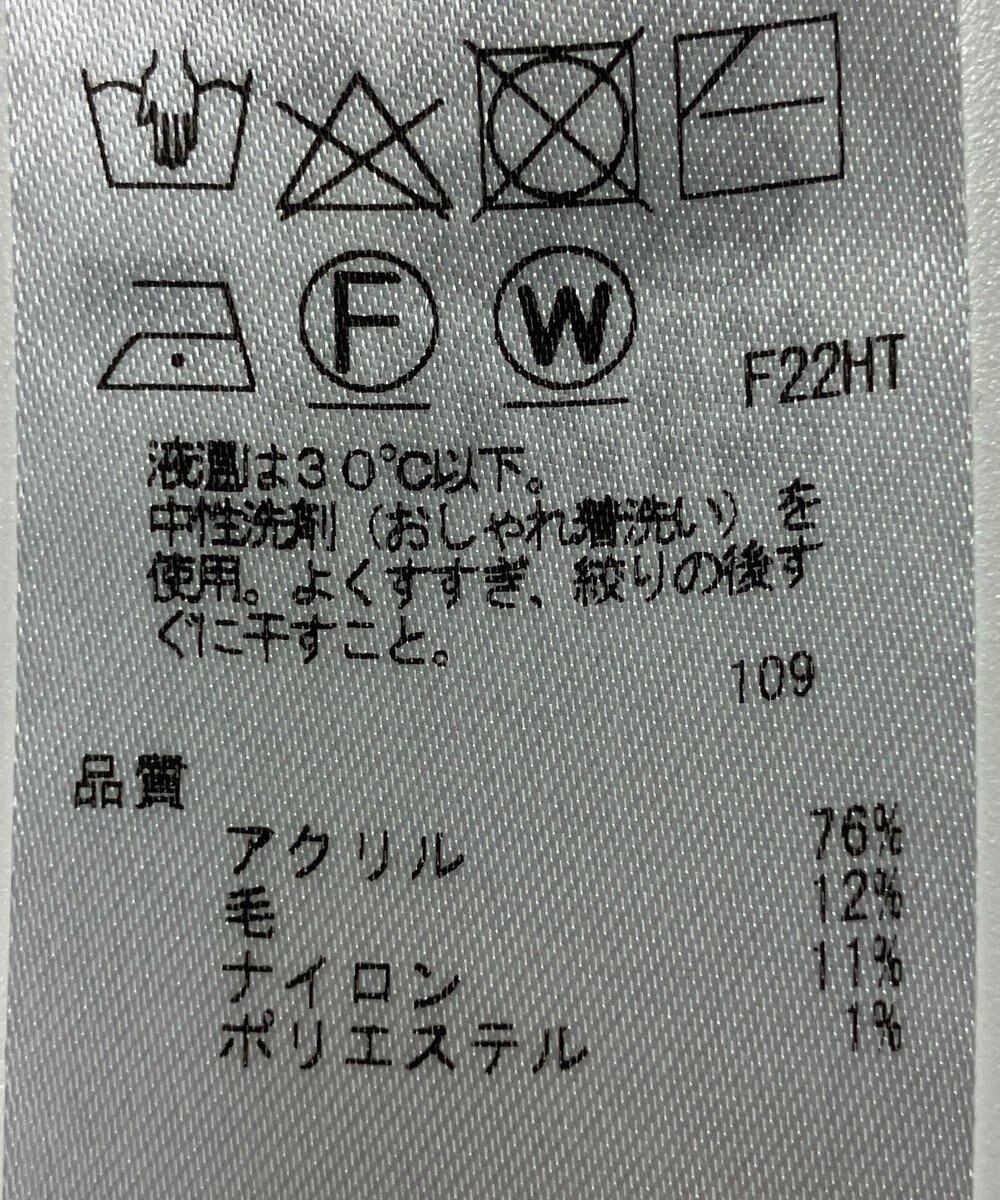 F W
F22HT
液温は30℃以下。
中性洗剤（おしゃれ着洗い）を
使用。よくすすぎ、絞りの後す
ぐに干すこと。
109
品質
アクリル 76%
毛 12%
ナイロン 11%
ポリエステル 1%